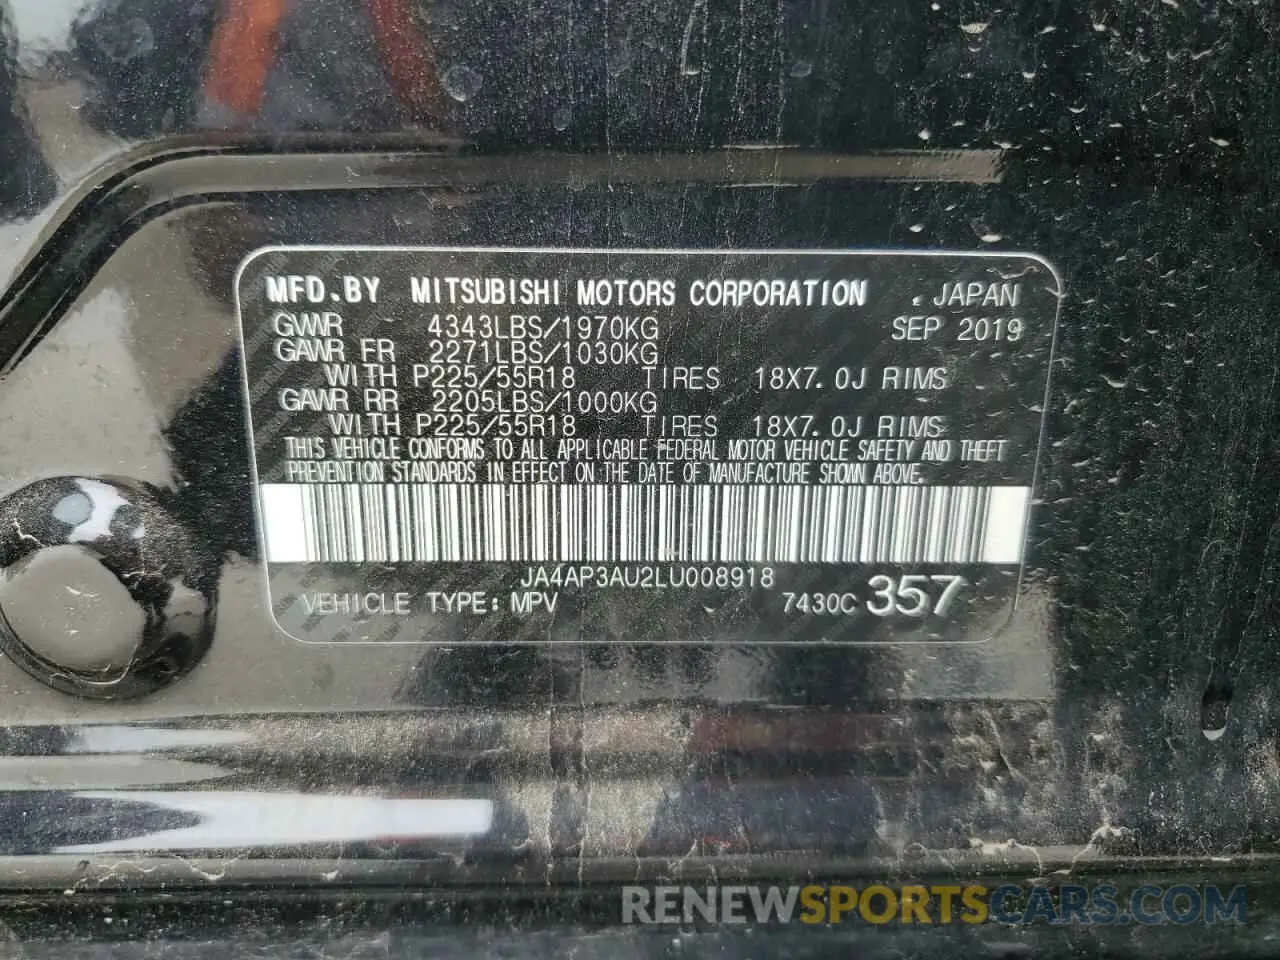 MFD.BY MITSUBISHI MOTORS CORPORATION . JAPAN
GVWR 4343LBS/1970KG SEP 2019
GAWR FR 2271LBS/1030KG
WITH P225/55R18 TIRES 18X7.0J RIMS
GAWR RR 2205LBS/1000KG
WITH P225/55R18 TIRES 18X7.0J RIMS
THIS VEHICLE CONFORMS TO ALL APPLICABLE FEDERAL MOTOR VEHICLE SAFETY AND THEFT
PREVENTION STANDARDS IN EFFECT ON THE DATE OF MANUFACTURE SHOWN ABOVE.
JA4AP3AU2LU008918
VEHICLE TYPE: MPV 7430C 357
RENEWSPORTSCARS.COM